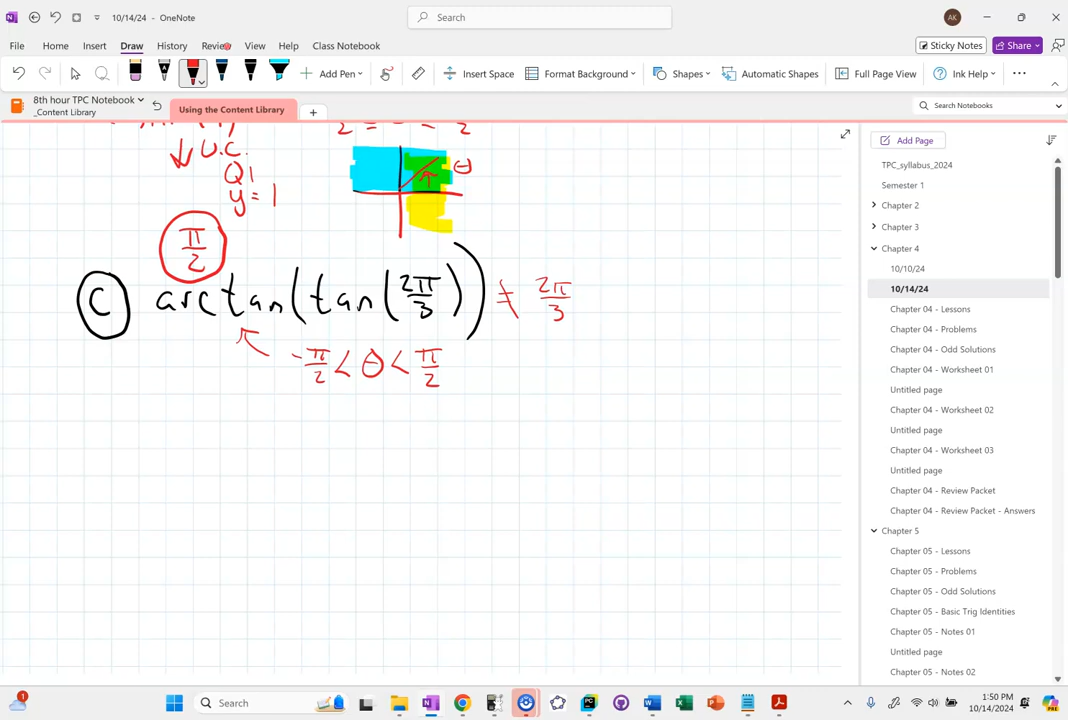 10/14/24 - OneNote
Search
AK
File Home Insert Draw History Review View Help Class Notebook
Sticky Notes
Share
Add Pen
Insert Space
Format Background
Shapes
Automatic Shapes
Full Page View
Ink Help
8th hour TPC Notebook
_Content Library
Using the Content Library
+
Search Notebooks
Add Page
TPC_syllabus_2024
Semester 1
Chapter 2
Chapter 3
Chapter 4
10/10/24
10/14/24
Chapter 04 - Lessons
Chapter 04 - Problems
Chapter 04 - Odd Solutions
Chapter 04 - Worksheet 01
Untitled page
Chapter 04 - Worksheet 02
Untitled page
Chapter 04 - Worksheet 03
Untitled page
Chapter 04 - Review Packet
Chapter 04 - Review Packet - Answers
Chapter 5
Chapter 05 - Lessons
Chapter 05 - Problems
Chapter 05 - Odd Solutions
Chapter 05 - Basic Trig Identities
Chapter 05 - Notes 01
Untitled page
Chapter 05 - Notes 02
↓ U.C.
Q1
y = 1
θ
π/2
C arctan(tan(2π/3)) ≠ 2π/3
-π/2 < θ < π/2
Search
1:50 PM
10/14/2024